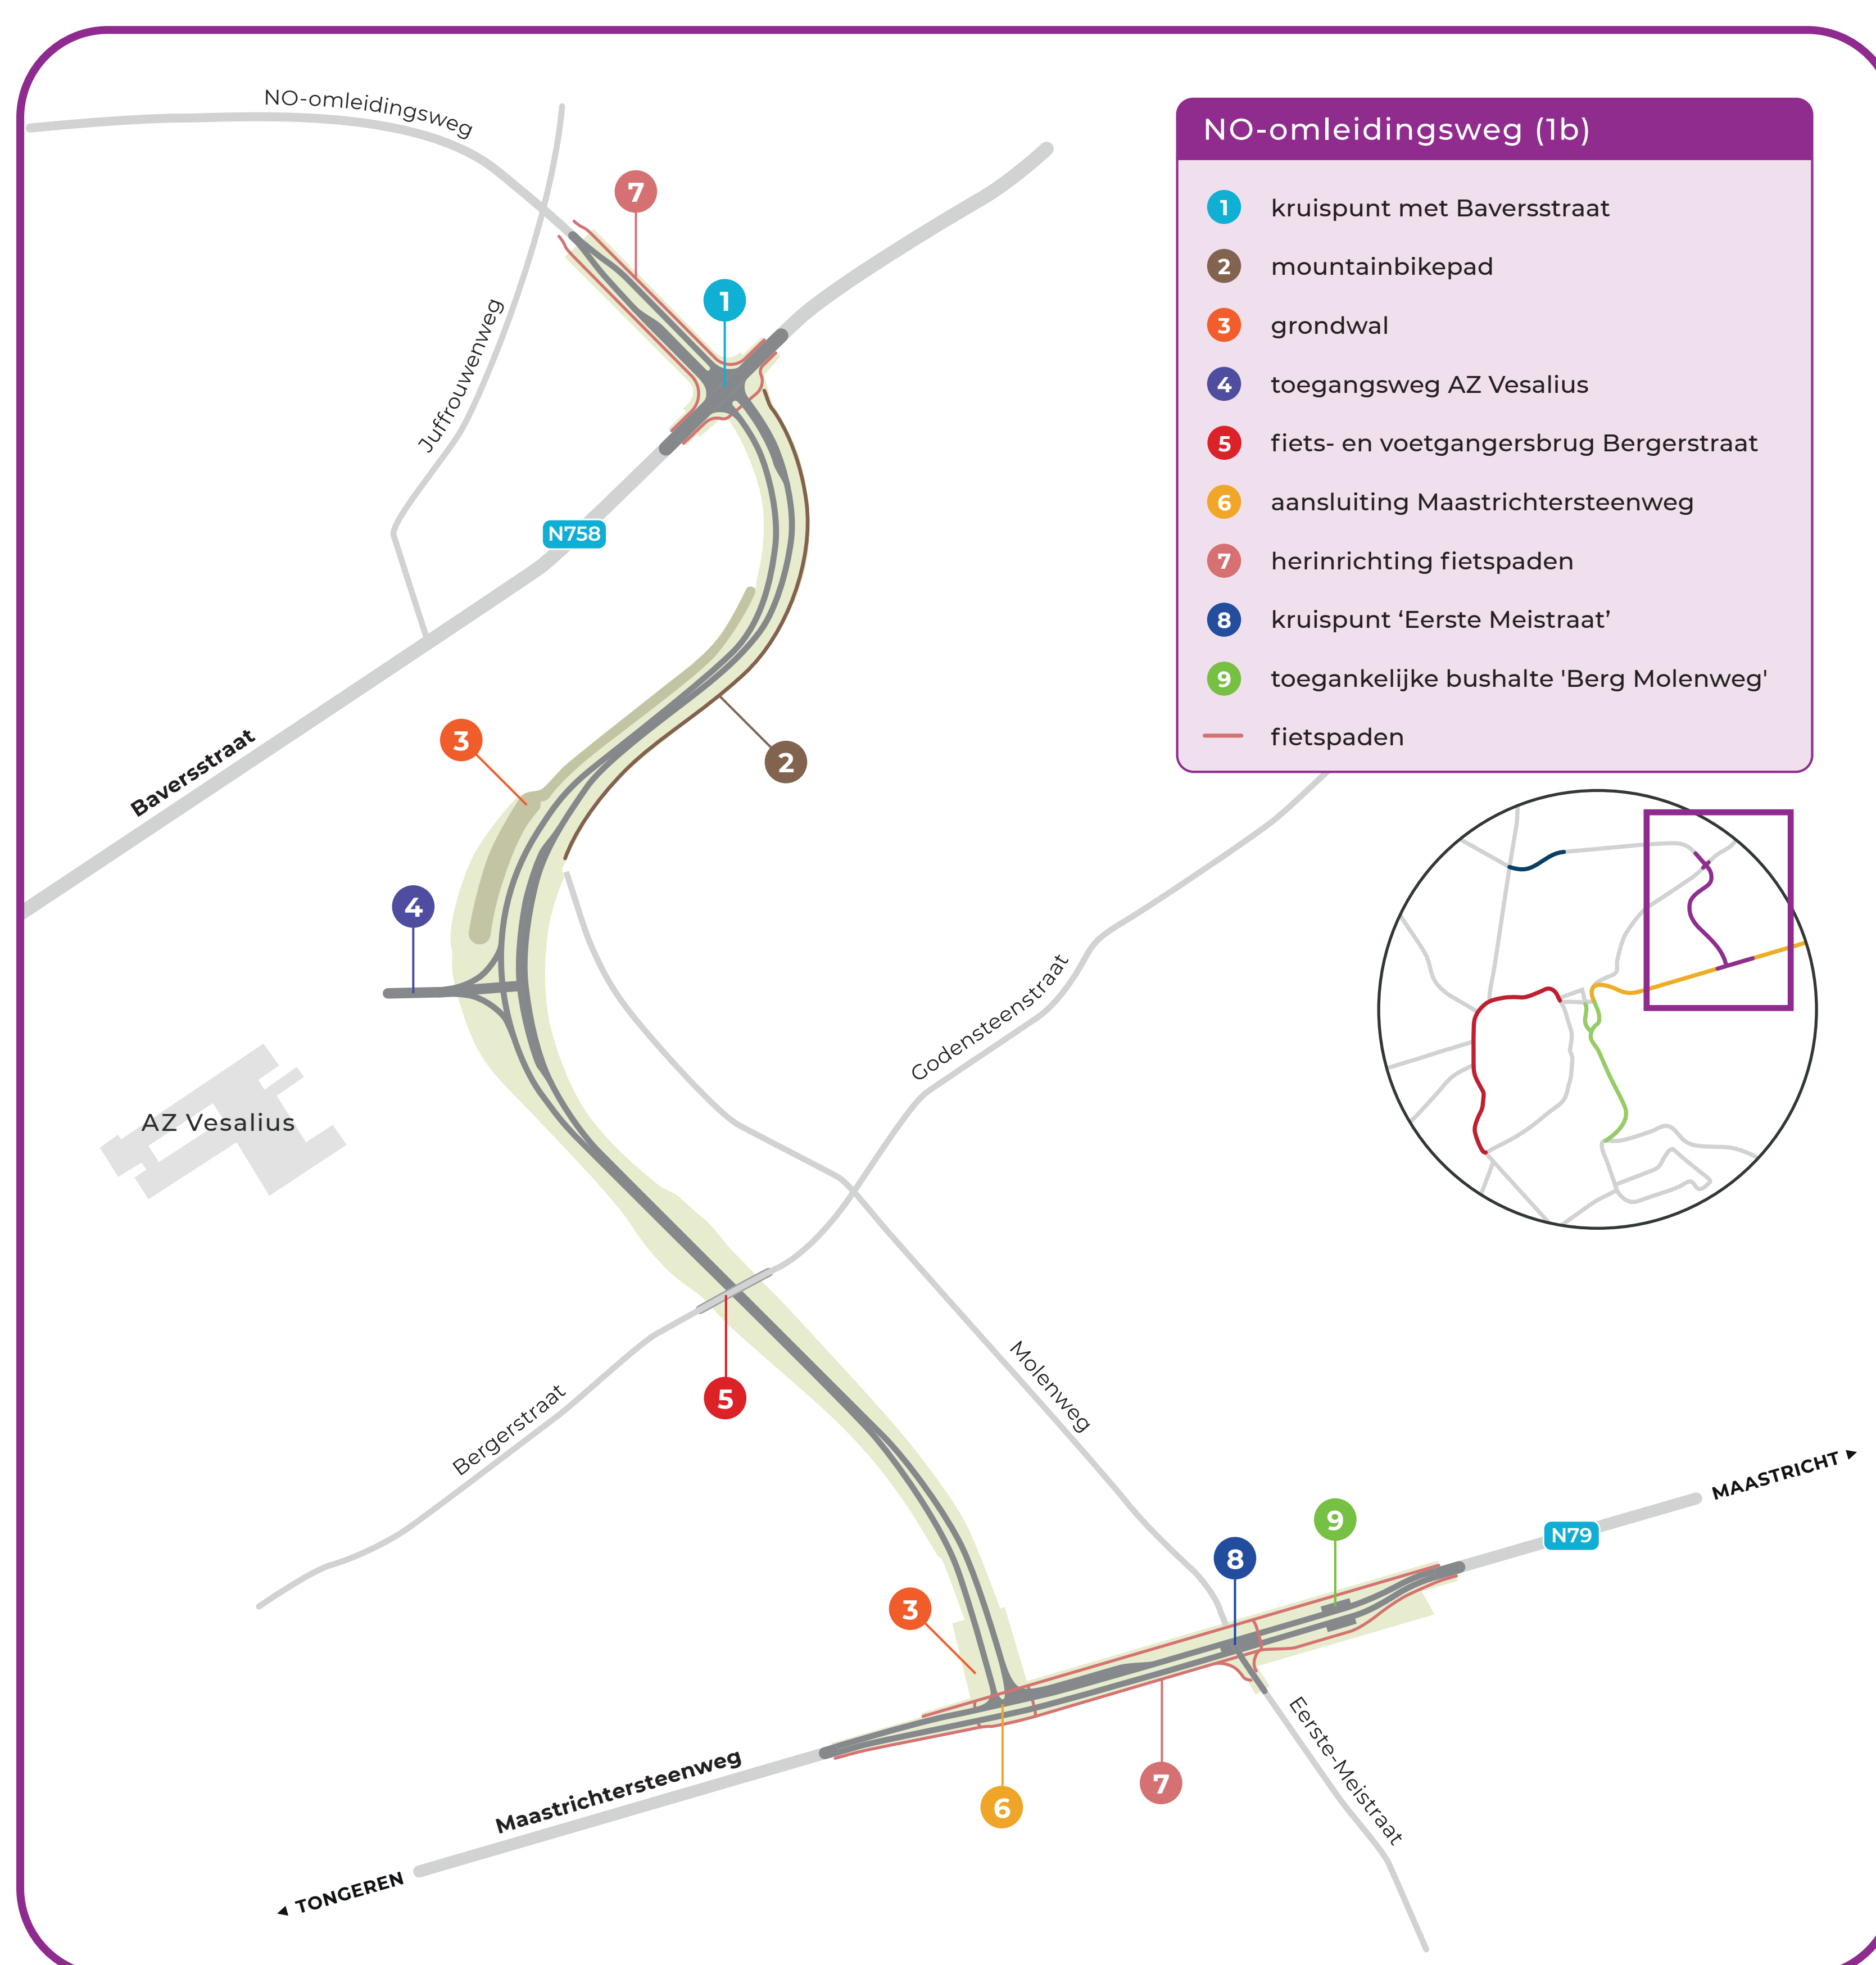 NO-omleidingsweg (1b)
1 kruispunt met Baversstraat
2 mountainbikepad
3 grondwal
4 toegangsweg AZ Vesalius
5 fiets- en voetgangersbrug Bergerstraat
6 aansluiting Maastrichtersteenweg
7 herinrichting fietspaden
8 kruispunt ‘Eerste Meistraat’
9 toegankelijke bushalte 'Berg Molenweg'
fietspaden
NO-omleidingsweg
7
1
Juffrouwenweg
N758
Baversstraat
3
2
4
Godensteenstraat
AZ Vesalius
Molenweg
5
Bergerstraat
MAASTRICHT
9
N79
8
3
Eerste-Meistraat
Maastrichtersteenweg
7
6
TONGEREN